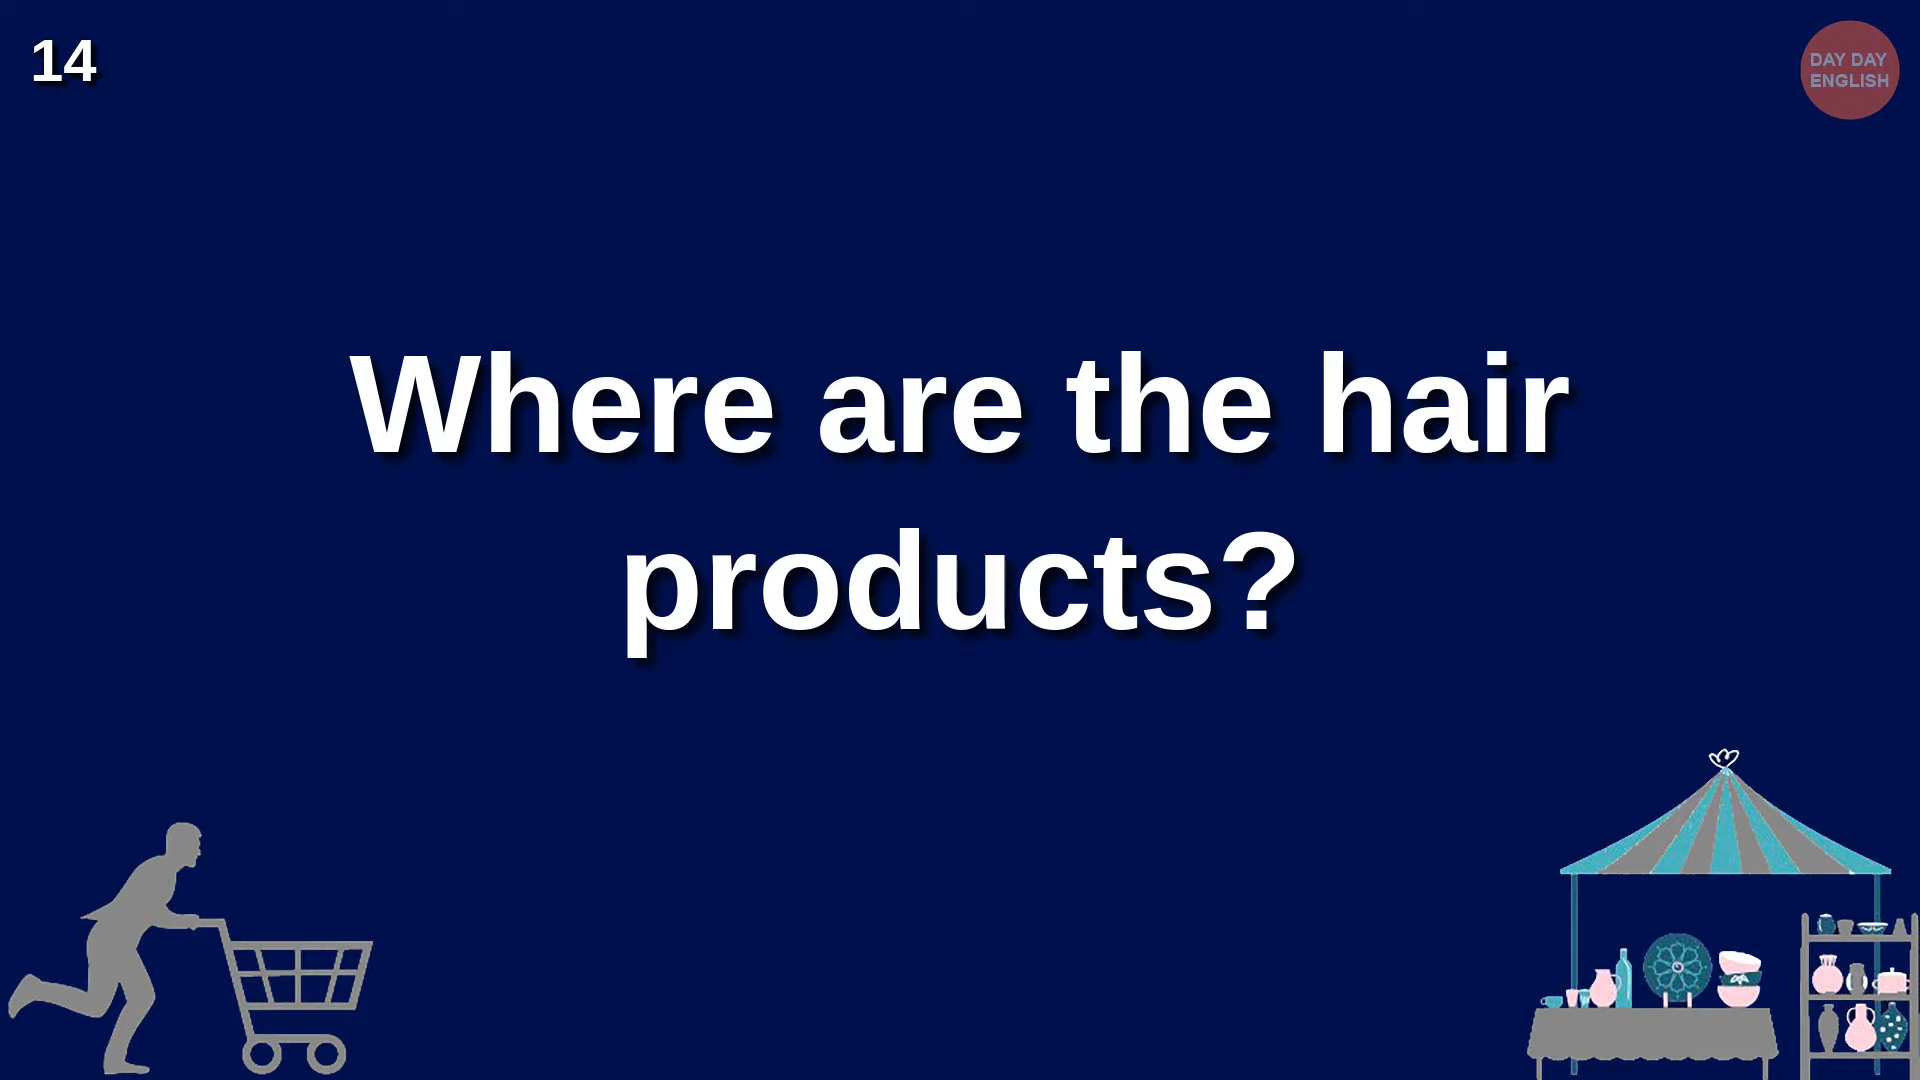 14
DAY DAY
ENGLISH
Where are the hair
products?